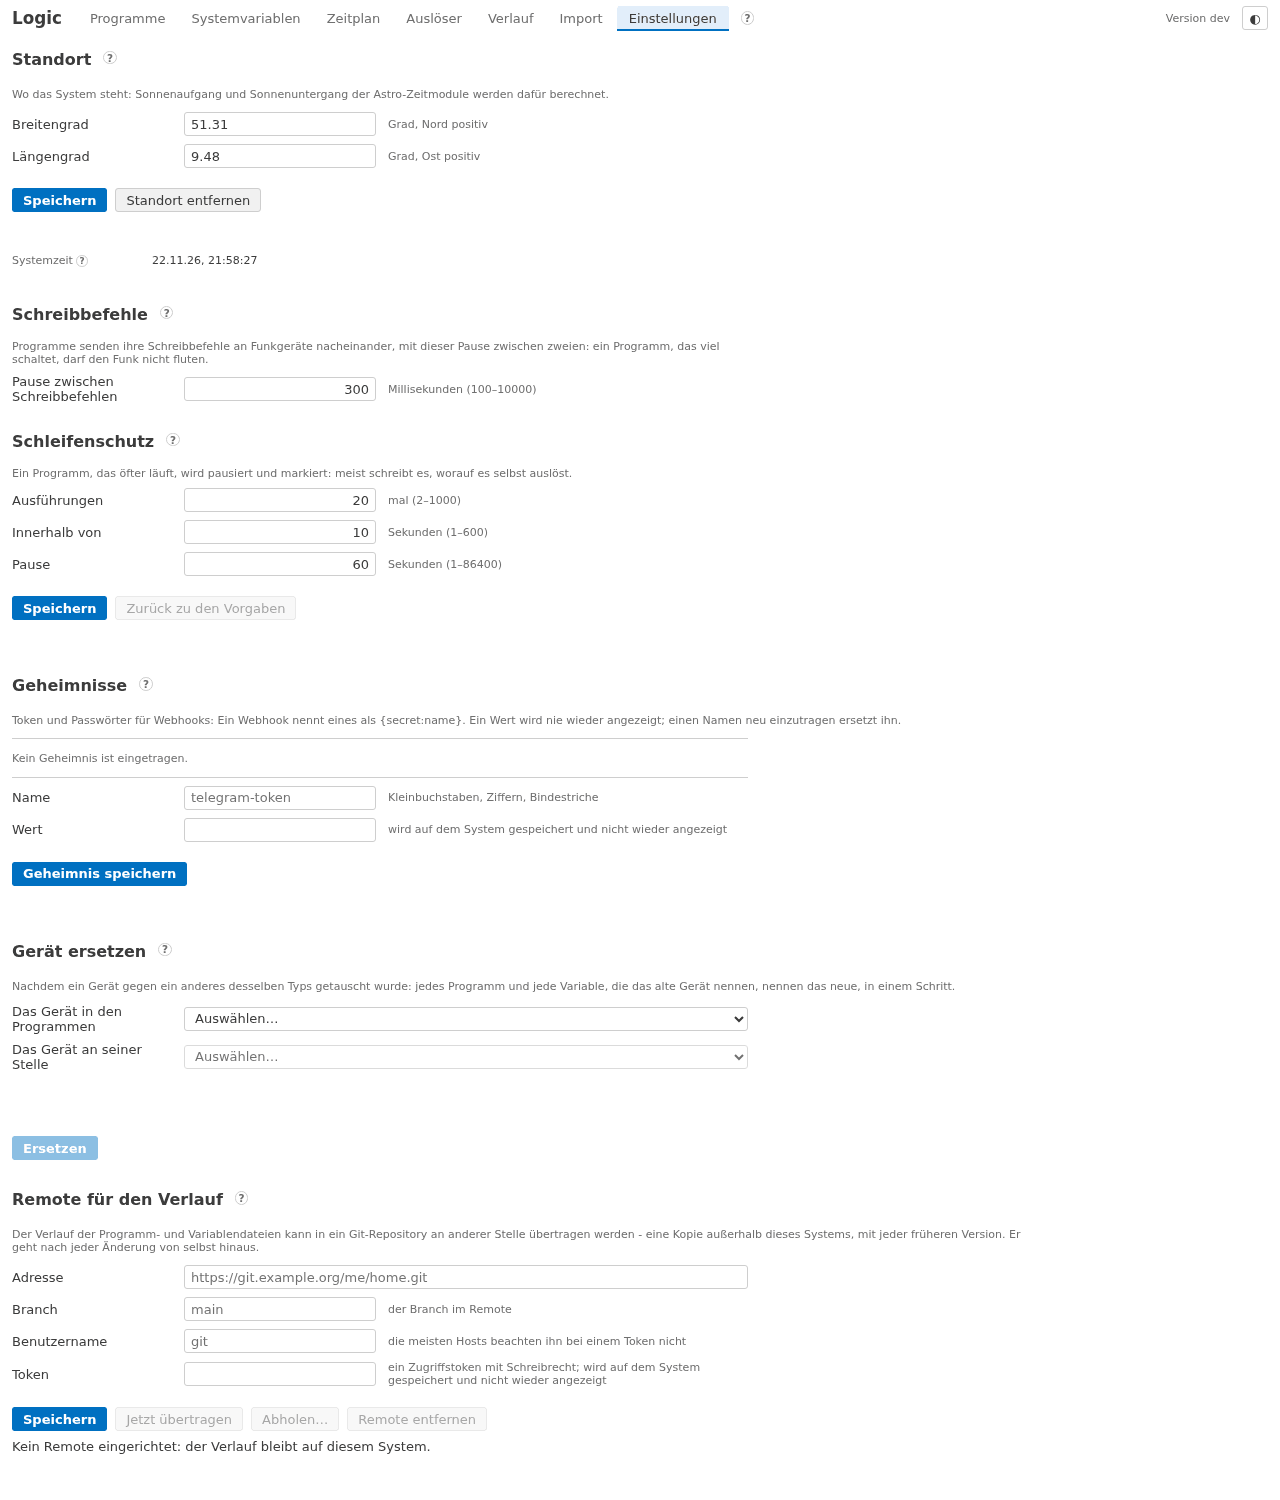 Logic Programme Systemvariablen Zeitplan Auslöser Verlauf Import Einstellungen ? Version dev
Standort ?
Wo das System steht: Sonnenaufgang und Sonnenuntergang der Astro-Zeitmodule werden dafür berechnet.
Breitengrad 51.31 Grad, Nord positiv
Längengrad 9.48 Grad, Ost positiv
Speichern Standort entfernen
Systemzeit ? 22.11.26, 21:58:27
Schreibbefehle ?
Programme senden ihre Schreibbefehle an Funkgeräte nacheinander, mit dieser Pause zwischen zweien: ein Programm, das viel
schaltet, darf den Funk nicht fluten.
Pause zwischen
Schreibbefehlen 300 Millisekunden (100–10000)
Schleifenschutz ?
Ein Programm, das öfter läuft, wird pausiert und markiert: meist schreibt es, worauf es selbst auslöst.
Ausführungen 20 mal (2–1000)
Innerhalb von 10 Sekunden (1–600)
Pause 60 Sekunden (1–86400)
Speichern Zurück zu den Vorgaben
Geheimnisse ?
Token und Passwörter für Webhooks: Ein Webhook nennt eines als {secret:name}. Ein Wert wird nie wieder angezeigt; einen Namen neu einzutragen ersetzt ihn.
Kein Geheimnis ist eingetragen.
Name telegram-token Kleinbuchstaben, Ziffern, Bindestriche
Wert wird auf dem System gespeichert und nicht wieder angezeigt
Geheimnis speichern
Gerät ersetzen ?
Nachdem ein Gerät gegen ein anderes desselben Typs getauscht wurde: jedes Programm und jede Variable, die das alte Gerät nennen, nennen das neue, in einem Schritt.
Das Gerät in den
Programmen Auswählen…
Das Gerät an seiner
Stelle Auswählen…
Ersetzen
Remote für den Verlauf ?
Der Verlauf der Programm- und Variablendateien kann in ein Git-Repository an anderer Stelle übertragen werden - eine Kopie außerhalb dieses Systems, mit jeder früheren Version. Er
geht nach jeder Änderung von selbst hinaus.
Adresse https://git.example.org/me/home.git
Branch main der Branch im Remote
Benutzername git die meisten Hosts beachten ihn bei einem Token nicht
Token ein Zugriffstoken mit Schreibrecht; wird auf dem System
gespeichert und nicht wieder angezeigt
Speichern Jetzt übertragen Abholen… Remote entfernen
Kein Remote eingerichtet: der Verlauf bleibt auf diesem System.